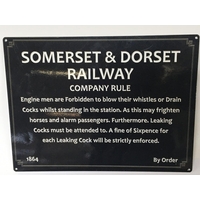 SOMERSET & DORSET
RAILWAY
COMPANY RULE
Engine men are Forbidden to blow their whistles or Drain
Cocks whilst standing in the station. As this may frighten
horses and alarm passengers. Furthermore. Leaking
Cocks must be attended to. A fine of Sixpence for
each Leaking Cock will be strictly enforced.
1864 By Order